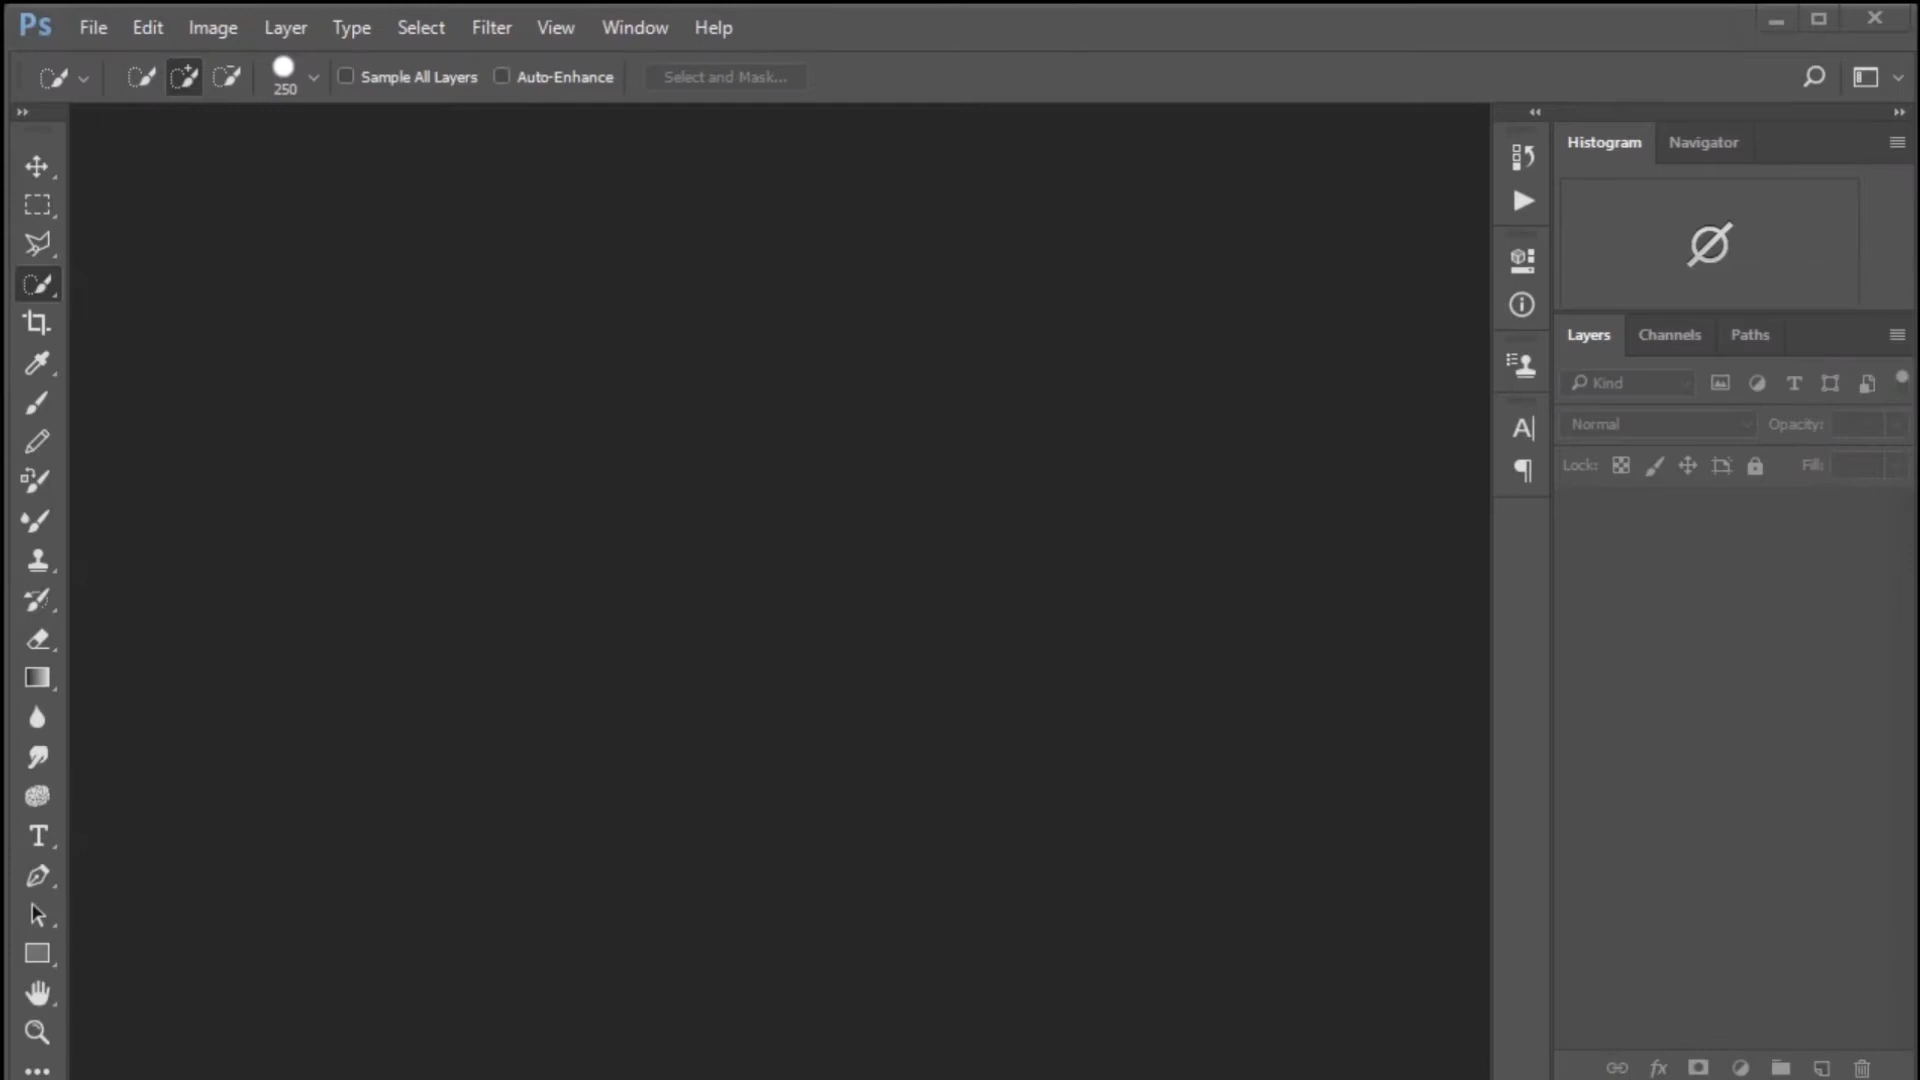 Ps File Edit Image Layer Type Select Filter View Window Help
250 Sample All Layers Auto-Enhance Select and Mask...
Histogram Navigator
Layers Channels Paths
Kind
Normal Opacity:
Lock: Fill: